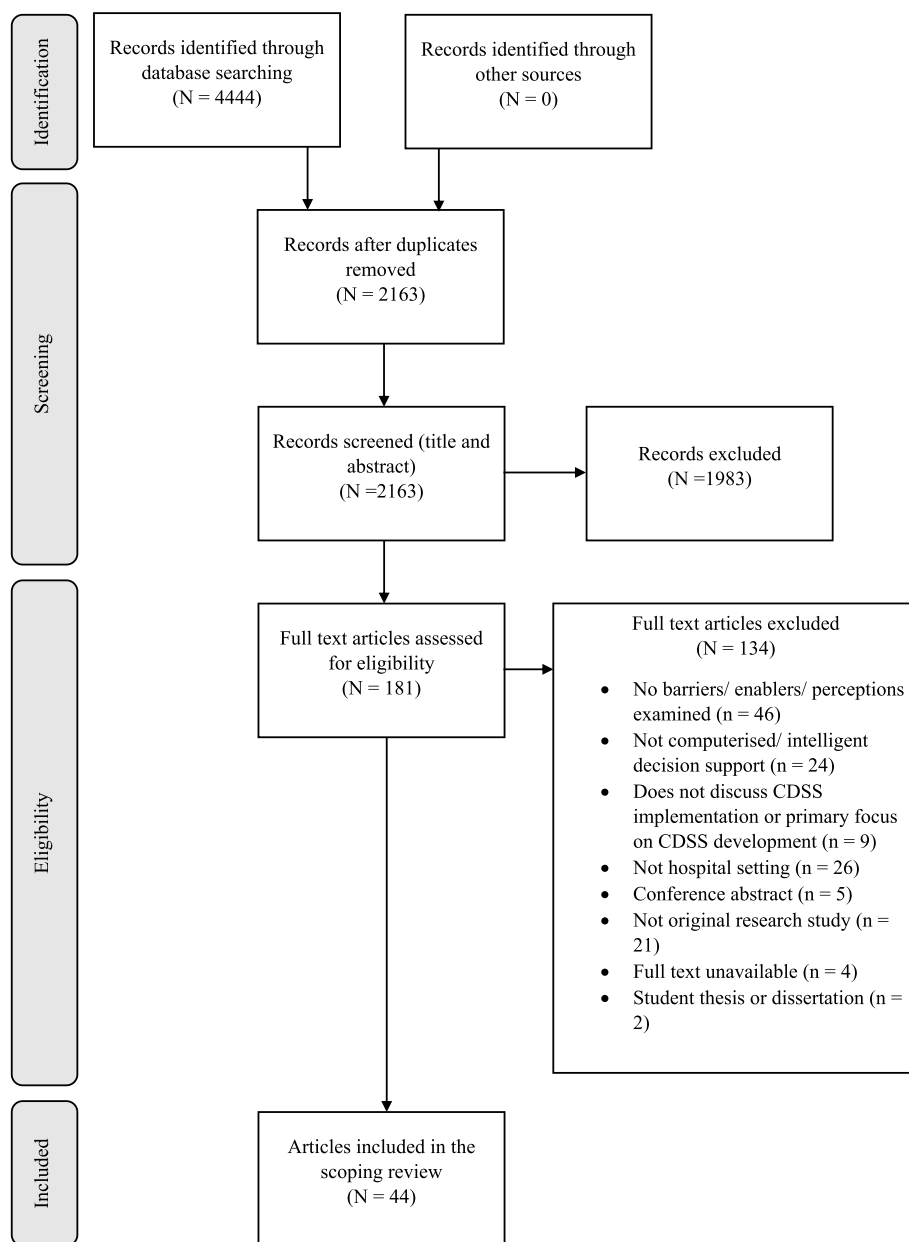 Identification
Records identified through
database searching
(N = 4444)
Records identified through
other sources
(N = 0)
Screening
Records after duplicates
removed
(N = 2163)
Records screened (title and
abstract)
(N =2163)
Records excluded
(N =1983)
Eligibility
Full text articles assessed
for eligibility
(N = 181)
Full text articles excluded
(N = 134)
• No barriers/ enablers/ perceptions
examined (n = 46)
• Not computerised/ intelligent
decision support (n = 24)
• Does not discuss CDSS
implementation or primary focus
on CDSS development (n = 9)
• Not hospital setting (n = 26)
• Conference abstract (n = 5)
• Not original research study (n =
21)
• Full text unavailable (n = 4)
• Student thesis or dissertation (n =
2)
Included
Articles included in the
scoping review
(N = 44)